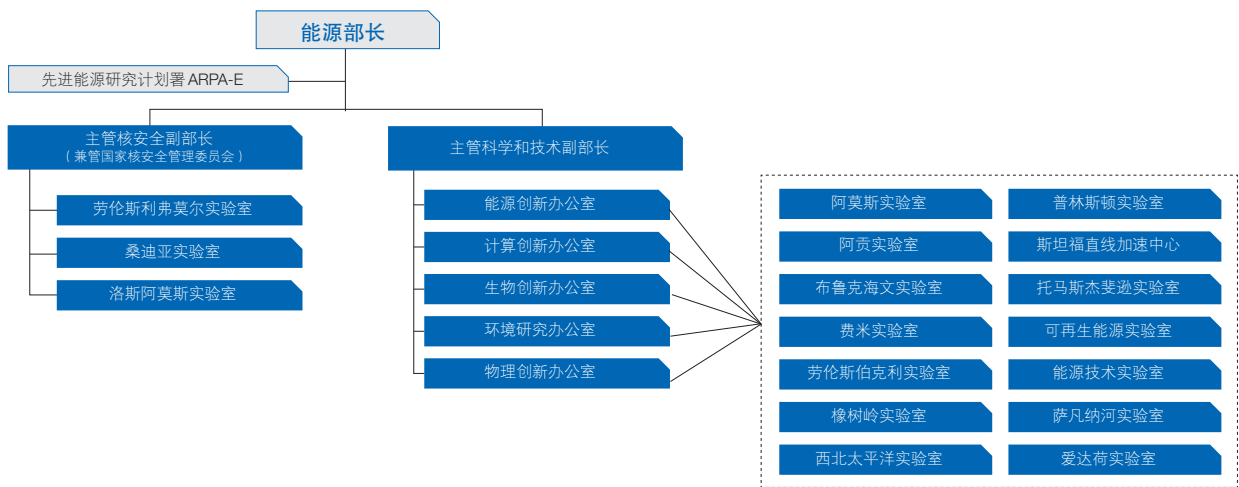 能源部长
先进能源研究计划署 ARPA-E
主管核安全副部长
（兼管国家核安全管理委员会）
劳伦斯利弗莫尔实验室
桑迪亚实验室
洛斯阿莫斯实验室
主管科学和技术副部长
能源创新办公室
计算创新办公室
生物创新办公室
环境研究办公室
物理创新办公室
阿莫斯实验室
阿贡实验室
布鲁克海文实验室
费米实验室
劳伦斯伯克利实验室
橡树岭实验室
西北太平洋实验室
普林斯顿实验室
斯坦福直线加速中心
托马斯杰斐逊实验室
可再生能源实验室
能源技术实验室
萨凡纳河实验室
爱达荷实验室